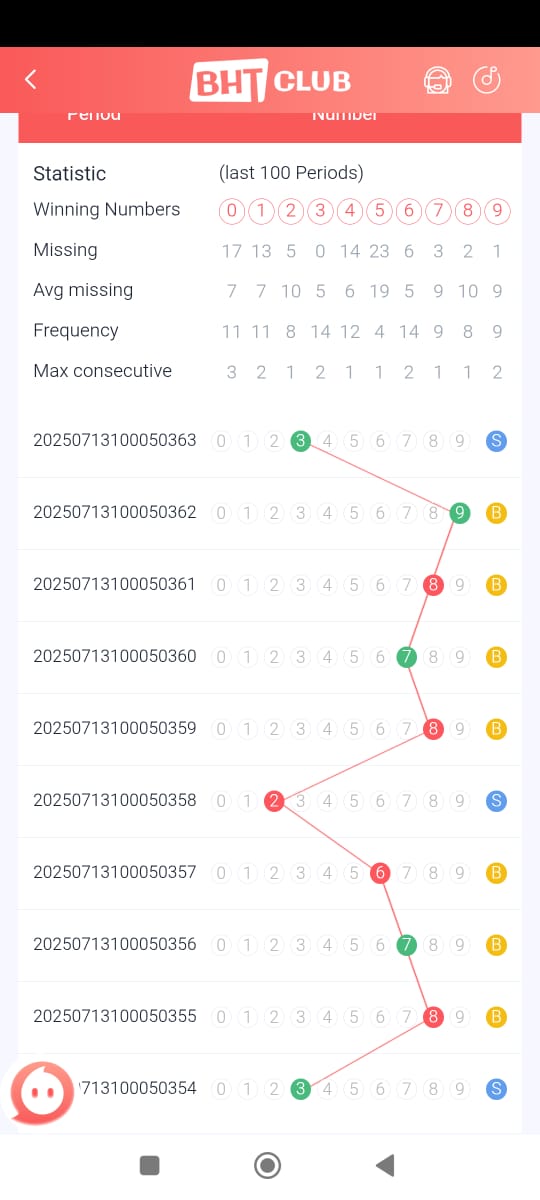 BHT CLUB
Period Number
Statistic (last 100 Periods)
Winning Numbers 0 1 2 3 4 5 6 7 8 9
Missing 17 13 5 0 14 23 6 3 2 1
Avg missing 7 7 10 5 6 19 5 9 10 9
Frequency 11 11 8 14 12 4 14 9 8 9
Max consecutive 3 2 1 2 1 1 2 1 1 2
20250713100050363 0 1 2 3 4 5 6 7 8 9 S
20250713100050362 0 1 2 3 4 5 6 7 8 9 B
20250713100050361 0 1 2 3 4 5 6 7 8 9 B
20250713100050360 0 1 2 3 4 5 6 7 8 9 B
20250713100050359 0 1 2 3 4 5 6 7 8 9 B
20250713100050358 0 1 2 3 4 5 6 7 8 9 S
20250713100050357 0 1 2 3 4 5 6 7 8 9 B
20250713100050356 0 1 2 3 4 5 6 7 8 9 B
20250713100050355 0 1 2 3 4 5 6 7 8 9 B
713100050354 0 1 2 3 4 5 6 7 8 9 S